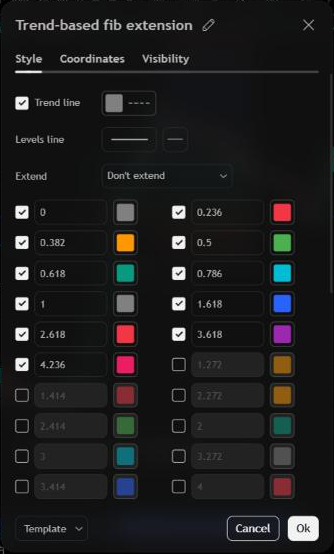 Trend-based fib extension
Style Coordinates Visibility
Trend line
Levels line
Extend Don't extend
0 0.236
0.382 0.5
0.618 0.786
1 1.618
2.618 3.618
4.236 1.272
1.414 2.272
2.414 2
3 3.272
3.414 4
Template Cancel Ok